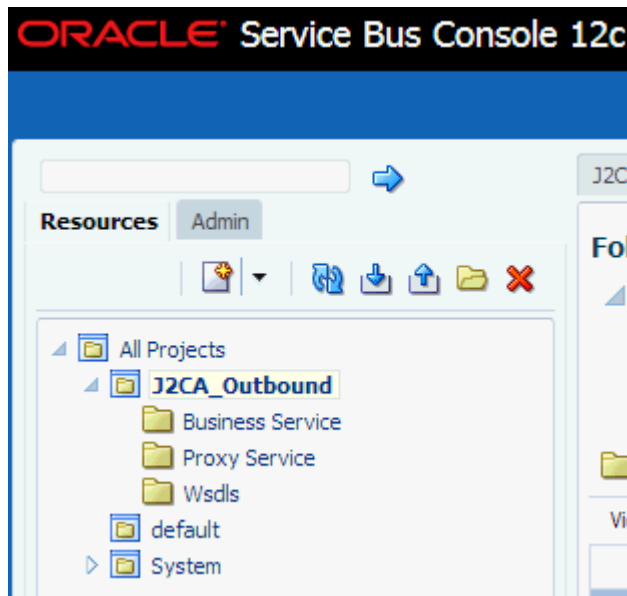 ORACLE Service Bus Console 12c
J2C
Resources Admin
Fol
All Projects
J2CA_Outbound
Business Service
Proxy Service
Wsdls
Vi
default
System